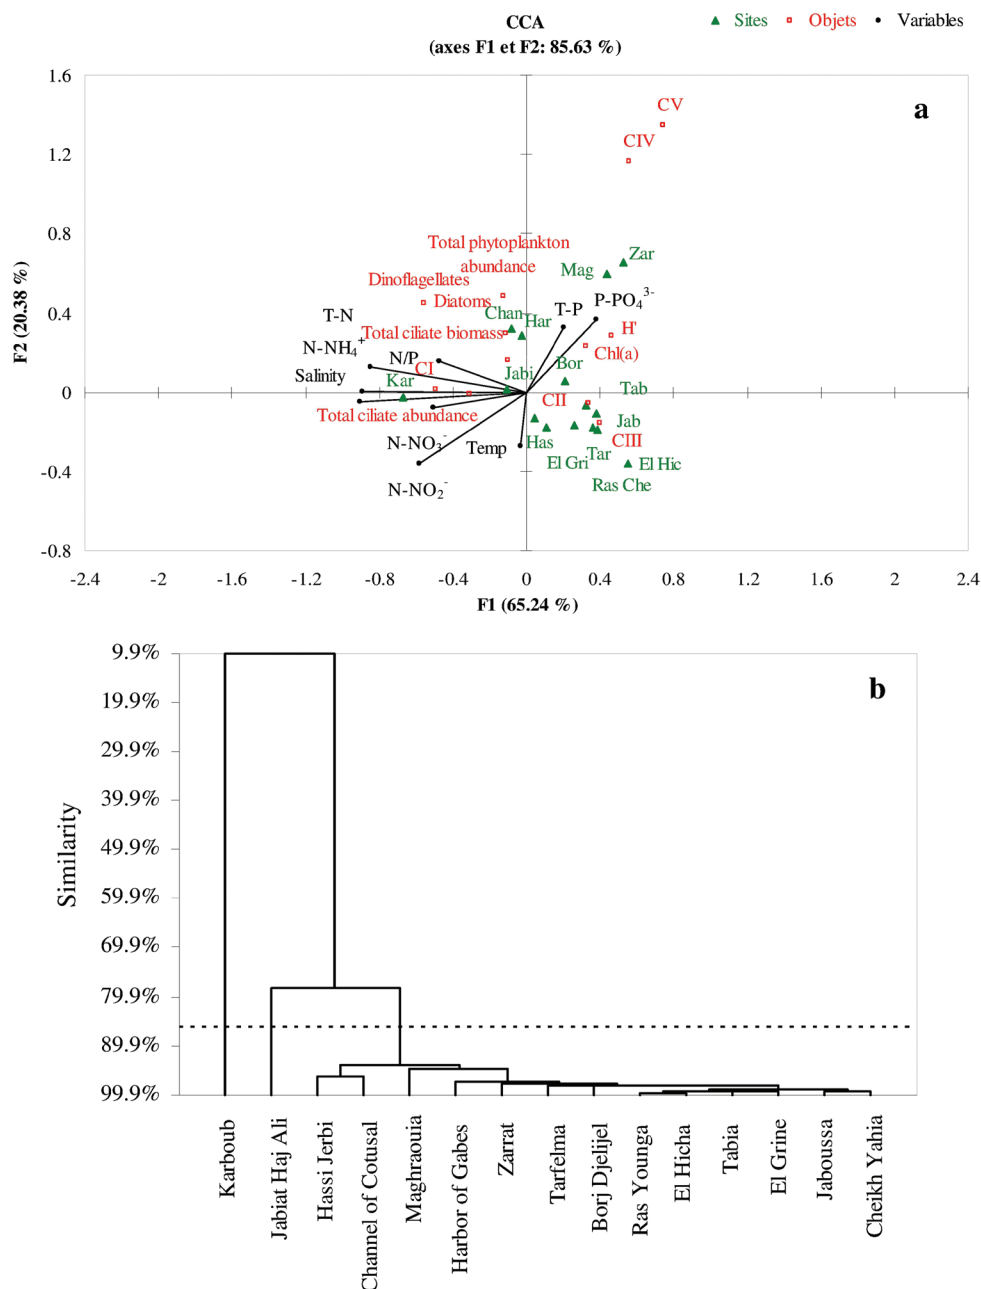 CCA
(axes F1 et F2: 85.63 %)
Sites Objets Variables
a
F2 (20.38 %)
1.6
1.2
0.8
0.4
0
-0.4
-0.8
CV
CIV
Total phytoplankton
abundance
Zar
Mag
Dinoflagellates
Diatoms
P-PO₄³⁻
T-P
T-N
Chan
Har
H'
Total ciliate biomass
N-NH₄⁺
N/P
Chl(a)
Bor
CI
Jabi
Salinity
Kar
Tab
CII
Total ciliate abundance
Jab
N-NO₃⁻
Temp
Has
CIII
Tar
El Gri
El Hic
N-NO₂⁻
Ras Che
-2.4 -2 -1.6 -1.2 -0.8 -0.4 0 0.4 0.8 1.2 1.6 2 2.4
F1 (65.24 %)
b
Similarity
9.9%
19.9%
29.9%
39.9%
49.9%
59.9%
69.9%
79.9%
89.9%
99.9%
Karboub
Jabiat Haj Ali
Hassi Jerbi
Channel of Cotusal
Maghraouia
Harbor of Gabes
Zarrat
Tarfelma
Borj Djelijel
Ras Younga
El Hicha
Tabia
El Grine
Jaboussa
Cheikh Yahia